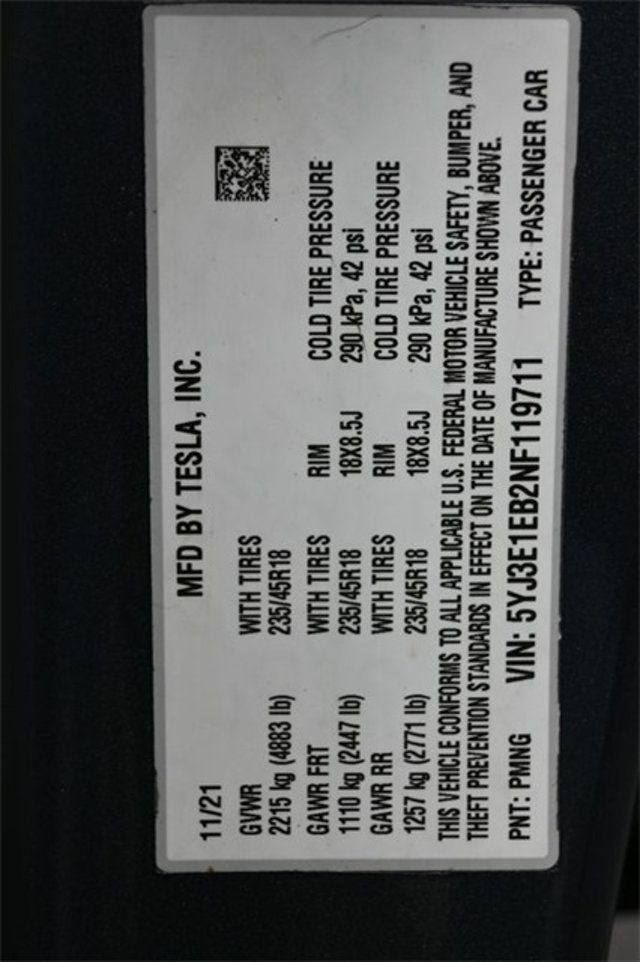 11/21 MFD BY TESLA, INC.
GVWR WITH TIRES
2215 kg (4883 lb) 235/45R18
GAWR FRT WITH TIRES RIM COLD TIRE PRESSURE
1110 kg (2447 lb) 235/45R18 18X8.5J 290 kPa, 42 psi
GAWR RR WITH TIRES RIM COLD TIRE PRESSURE
1257 kg (2771 lb) 235/45R18 18X8.5J 290 kPa, 42 psi
THIS VEHICLE CONFORMS TO ALL APPLICABLE U.S. FEDERAL MOTOR VEHICLE SAFETY, BUMPER, AND
THEFT PREVENTION STANDARDS IN EFFECT ON THE DATE OF MANUFACTURE SHOWN ABOVE.
PNT: PMNG VIN: 5YJ3E1EB2NF119711 TYPE: PASSENGER CAR